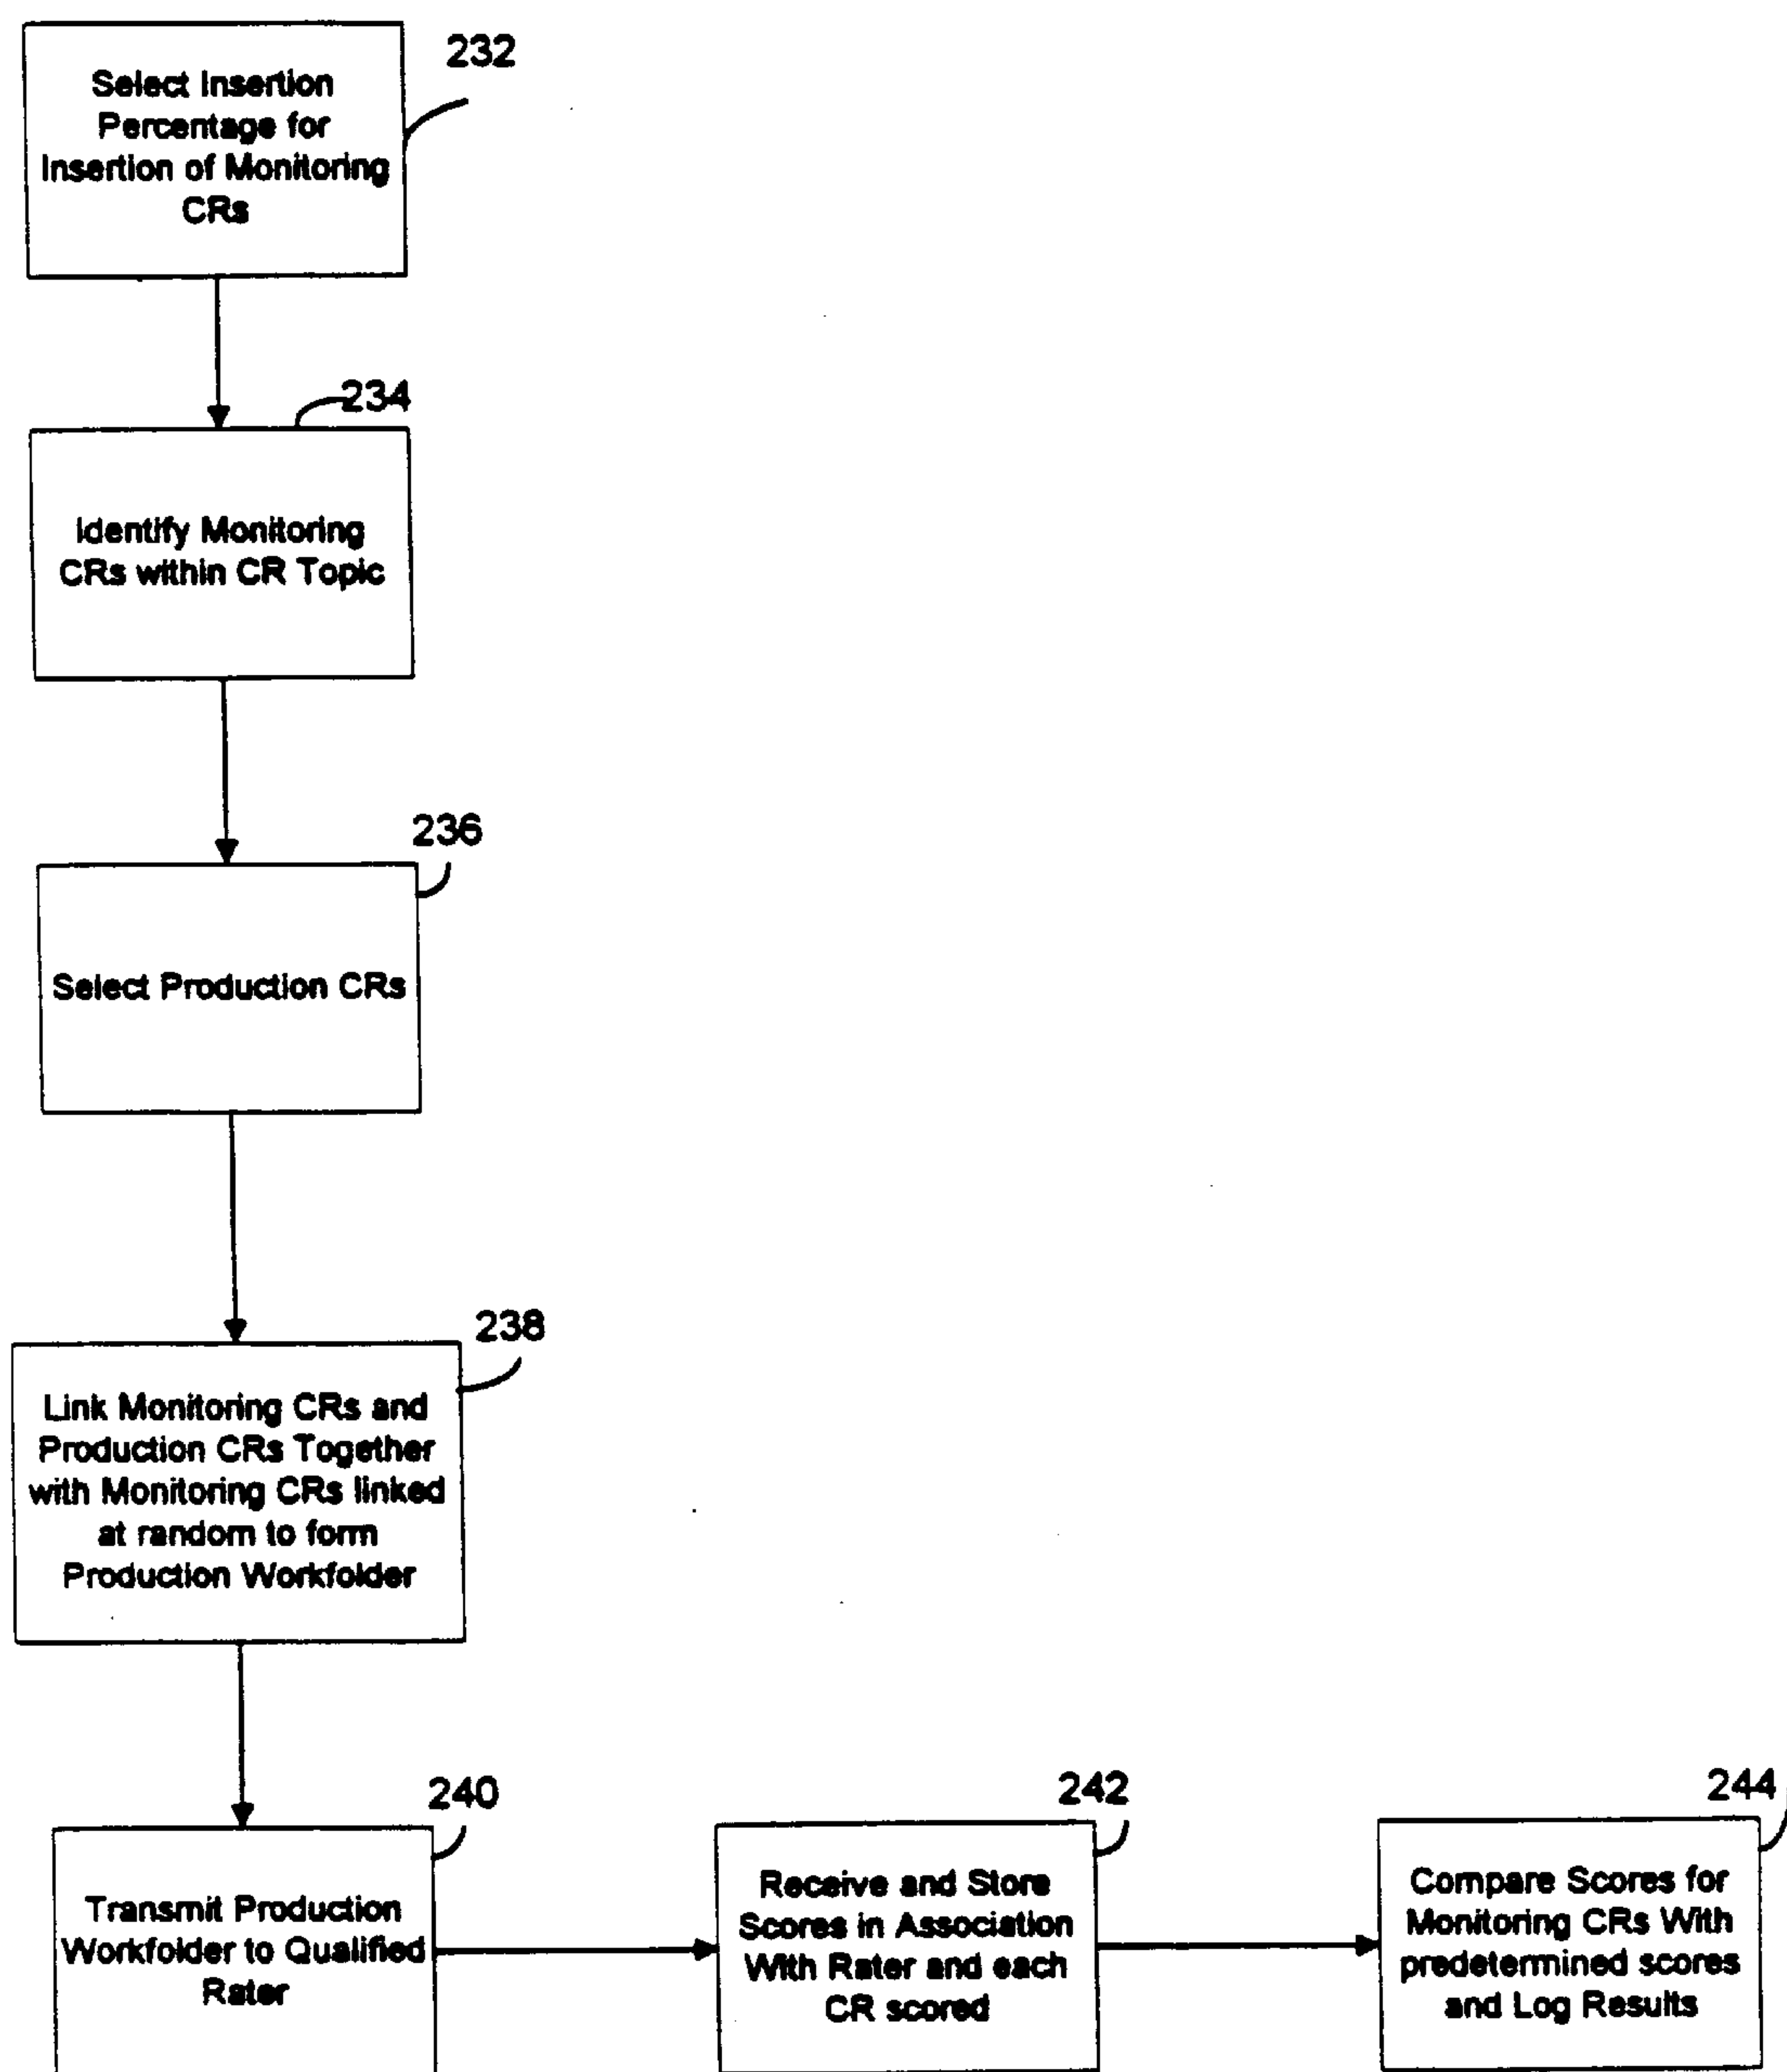 232
Select Insertion
Percentage for
Insertion of Monitoring
CRs
234
Identify Monitoring
CRs within CR Topic
236
Select Production CRs
238
Link Monitoring CRs and
Production CRs Together
with Monitoring CRs linked
at random to form
Production Workfolder
240
Transmit Production
Workfolder to Qualified
Rater
242
Receive and Store
Scores in Association
With Rater and each
CR scored
244
Compare Scores for
Monitoring CRs With
predetermined scores
and Log Results